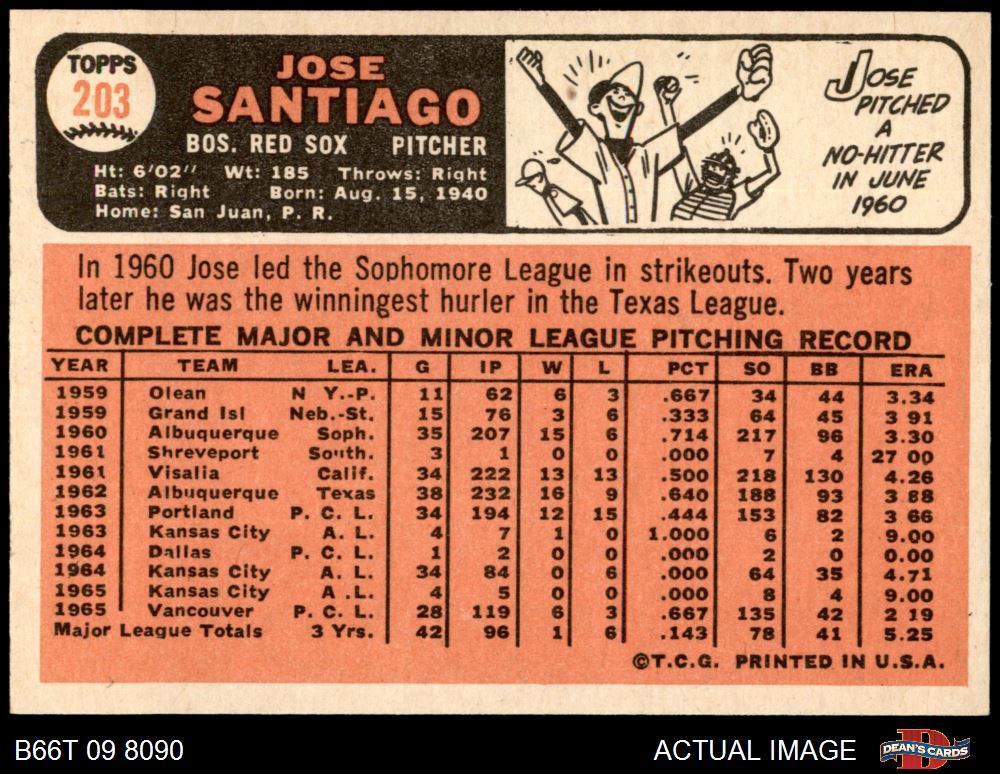 TOPPS
203
JOSE
SANTIAGO
BOS. RED SOX PITCHER
Ht: 6'02" Wt: 185 Throws: Right
Bats: Right Born: Aug. 15, 1940
Home: San Juan, P. R.
JOSE
PITCHED
A
NO-HITTER
IN JUNE
1960
In 1960 Jose led the Sophomore League in strikeouts. Two years
later he was the winningest hurler in the Texas League.
COMPLETE MAJOR AND MINOR LEAGUE PITCHING RECORD
YEAR TEAM LEA. G IP W L PCT SO BB ERA
1959 Olean N Y.-P. 11 62 6 3 .667 34 44 3.34
1959 Grand Isl Neb.-St. 15 76 3 6 .333 64 45 3 91
1960 Albuquerque Soph. 35 207 15 6 .714 217 96 3.30
1961 Shreveport South. 3 1 0 0 .000 7 4 27 00
1961 Visalia Calif. 34 222 13 13 .500 218 130 4.26
1962 Albuquerque Texas 38 232 16 9 .640 188 93 3 88
1963 Portland P. C. L. 34 194 12 15 .444 153 82 3 66
1963 Kansas City A. L. 4 7 1 0 1.000 6 2 9.00
1964 Dallas P. C. L. 1 2 0 0 .000 2 0 0.00
1964 Kansas City A. L. 34 84 0 6 .000 64 35 4.71
1965 Kansas City A .L. 4 5 0 0 .000 8 4 9.00
1965 Vancouver P. C. L. 28 119 6 3 .667 135 42 2 19
Major League Totals 3 Yrs. 42 96 1 6 .143 78 41 5.25
©T.C.G. PRINTED IN U.S.A.
B66T 09 8090 ACTUAL IMAGE DEAN'S CARDS